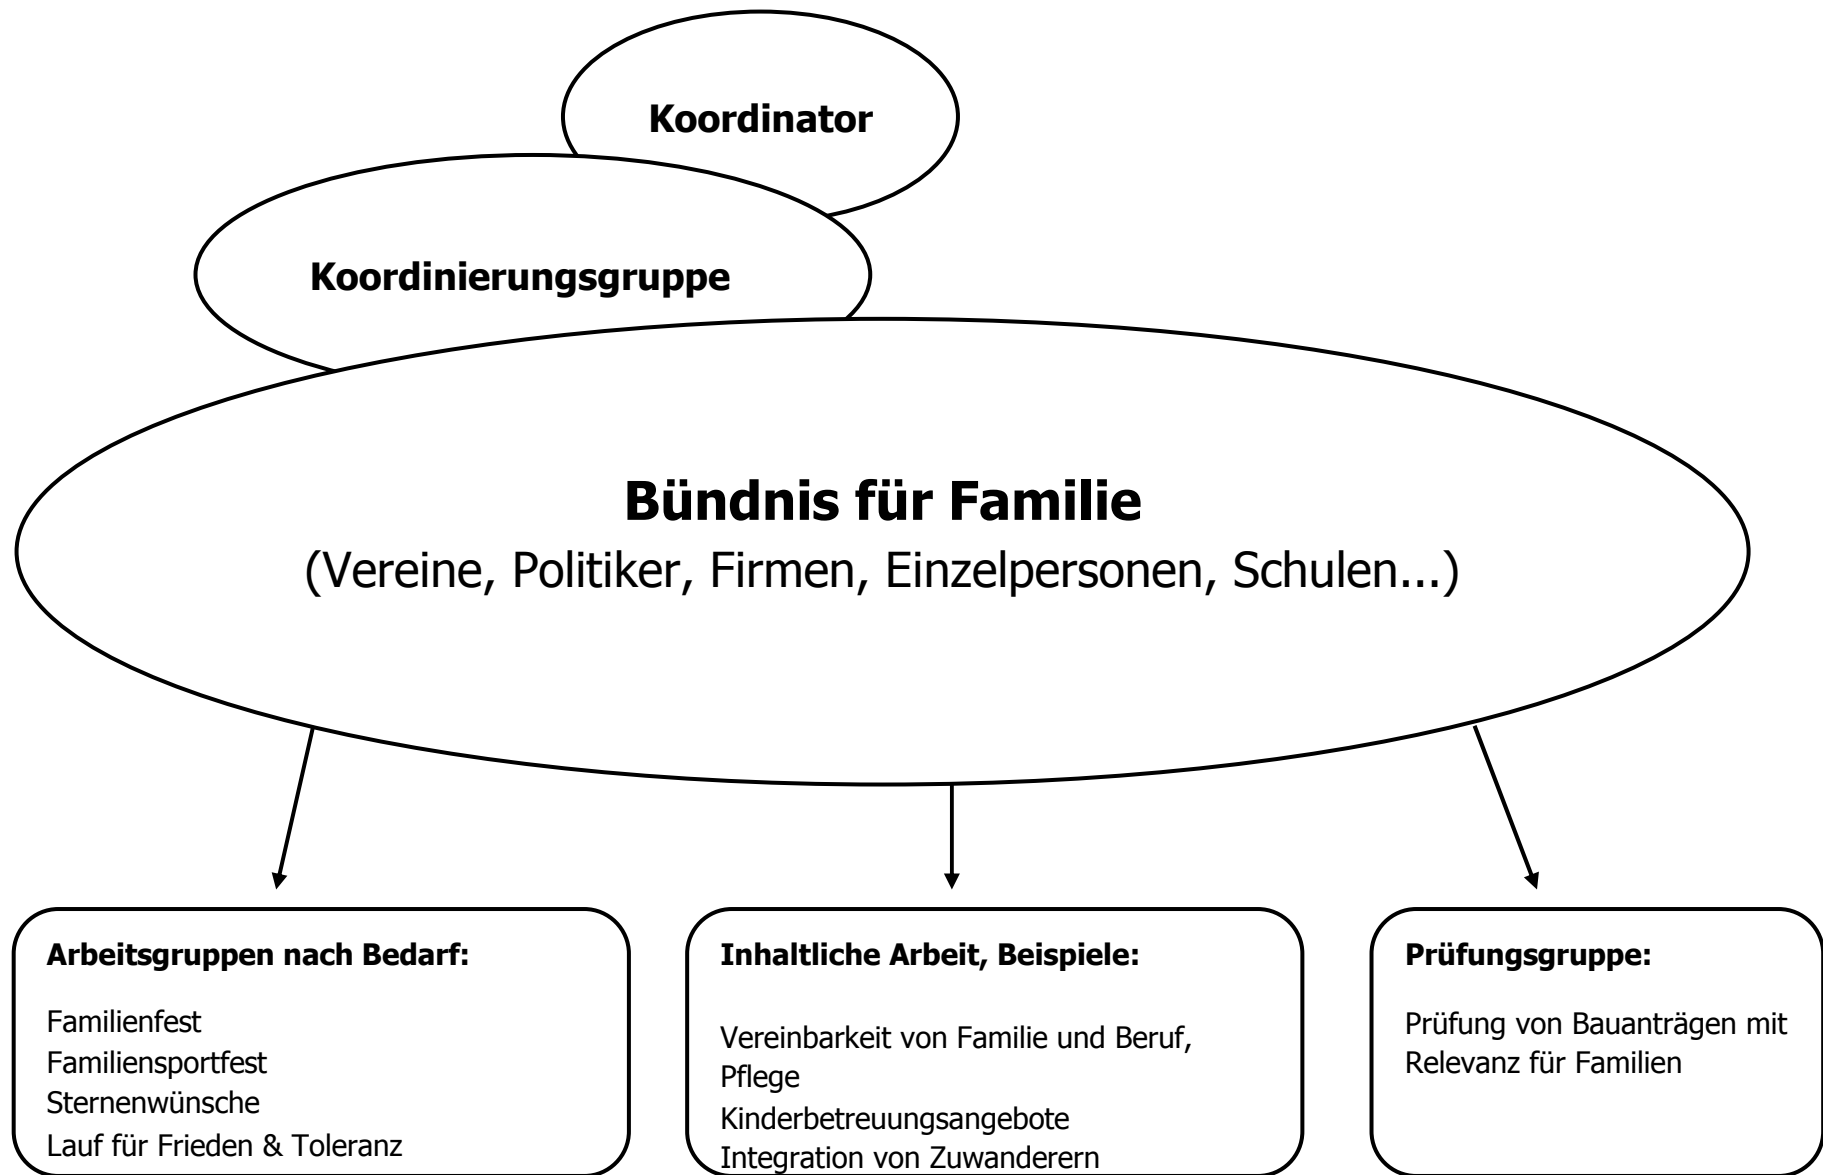 Koordinator
Koordinierungsgruppe
Bündnis für Familie
(Vereine, Politiker, Firmen, Einzelpersonen, Schulen...)
Arbeitsgruppen nach Bedarf:
Familienfest
Familiensportfest
Sternenwünsche
Lauf für Frieden & Toleranz
Inhaltliche Arbeit, Beispiele:
Vereinbarkeit von Familie und Beruf,
Pflege
Kinderbetreuungsangebote
Integration von Zuwanderern
Prüfungsgruppe:
Prüfung von Bauanträgen mit
Relevanz für Familien